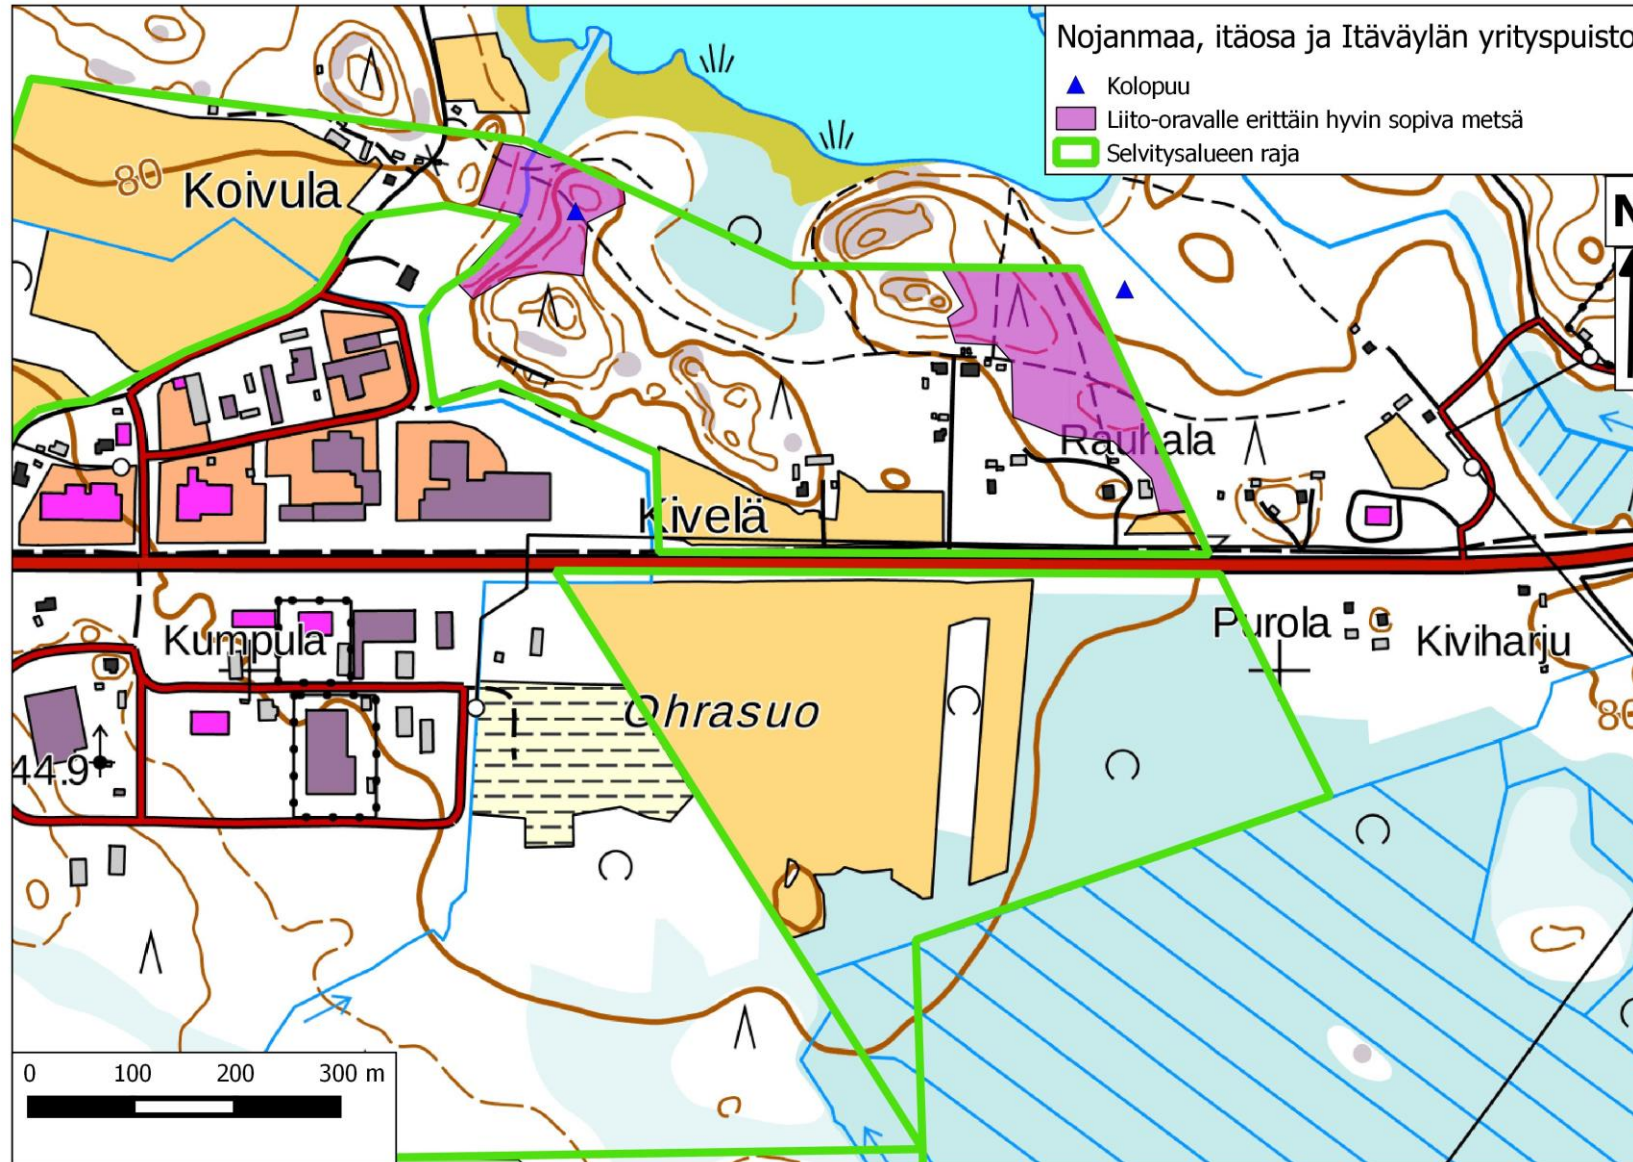 Nojanmaa, itäosa ja Itäväylän yrityspuisto
Kolopuu
Liito-oravalle erittäin hyvin sopiva metsä
Selvitysalueen raja
80
Koivula
N
Rauhala
Kivelä
Kumpula
Purola
Kiviharju
Ohrasuo
80
44.9
0 100 200 300 m